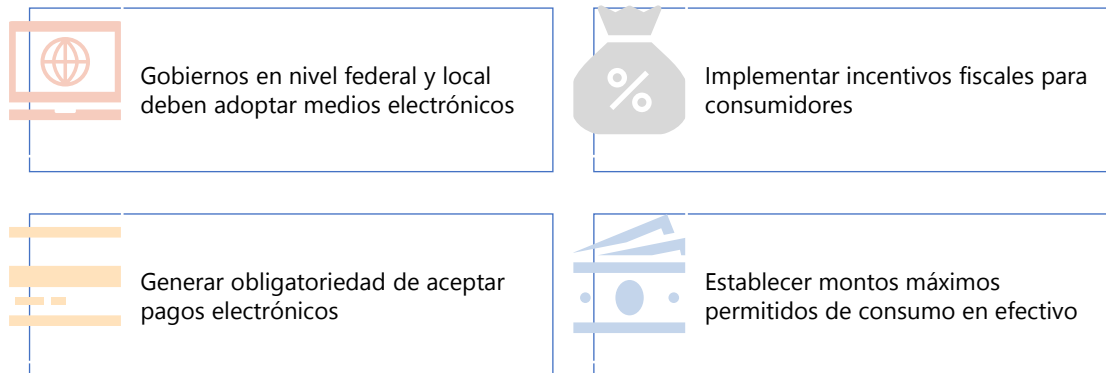 Gobiernos en nivel federal y local
deben adoptar medios electrónicos
%
Implementar incentivos fiscales para
consumidores
Generar obligatoriedad de aceptar
pagos electrónicos
Establecer montos máximos
permitidos de consumo en efectivo